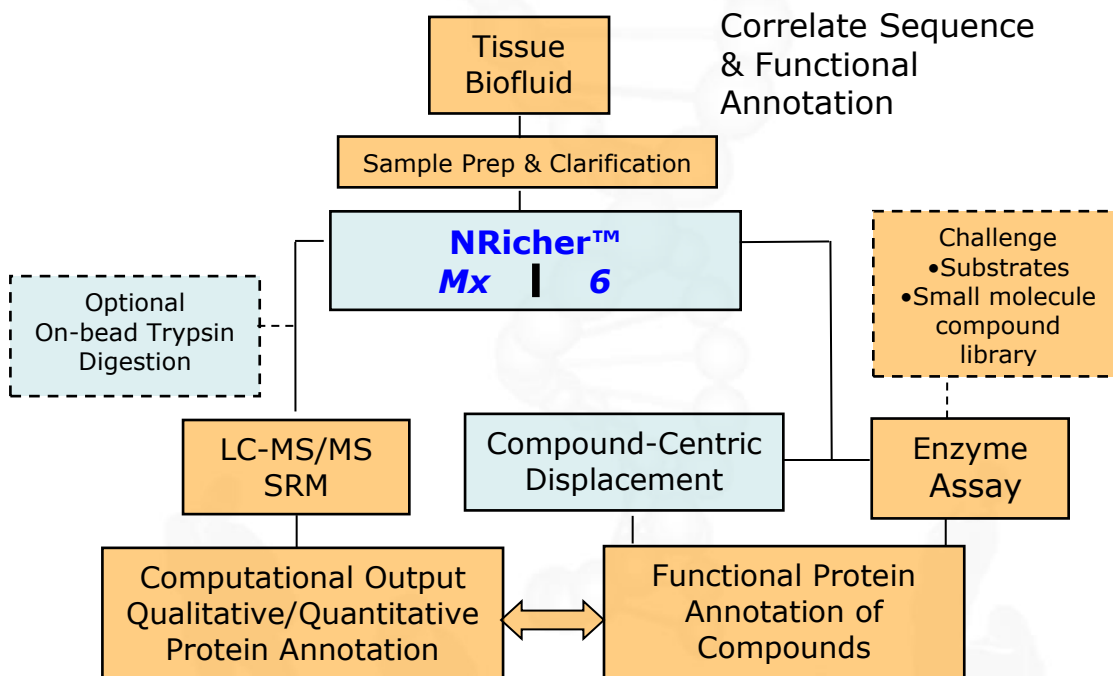 Correlate Sequence
& Functional
Annotation
Tissue
Biofluid
Sample Prep & Clarification
NRicher™
Mx | 6
Optional
On-bead Trypsin
Digestion
Challenge
•Substrates
•Small molecule
compound
library
LC-MS/MS
SRM
Compound-Centric
Displacement
Enzyme
Assay
Computational Output
Qualitative/Quantitative
Protein Annotation
Functional Protein
Annotation of
Compounds